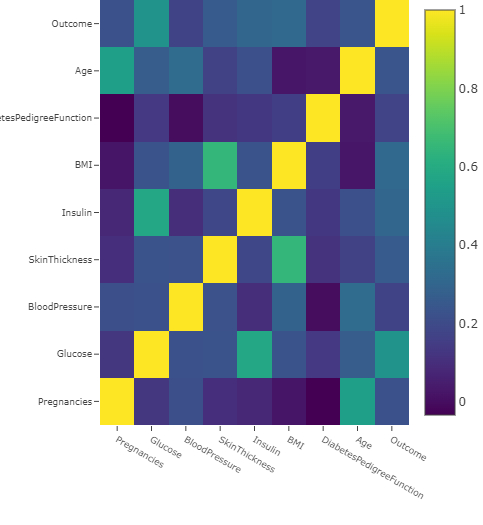 Outcome
Age
etesPedigreeFunction
BMI
Insulin
SkinThickness
BloodPressure
Glucose
Pregnancies
Pregnancies
Glucose
BloodPressure
SkinThickness
Insulin
BMI
DiabetesPedigreeFunction
Age
Outcome
1
0.8
0.6
0.4
0.2
0